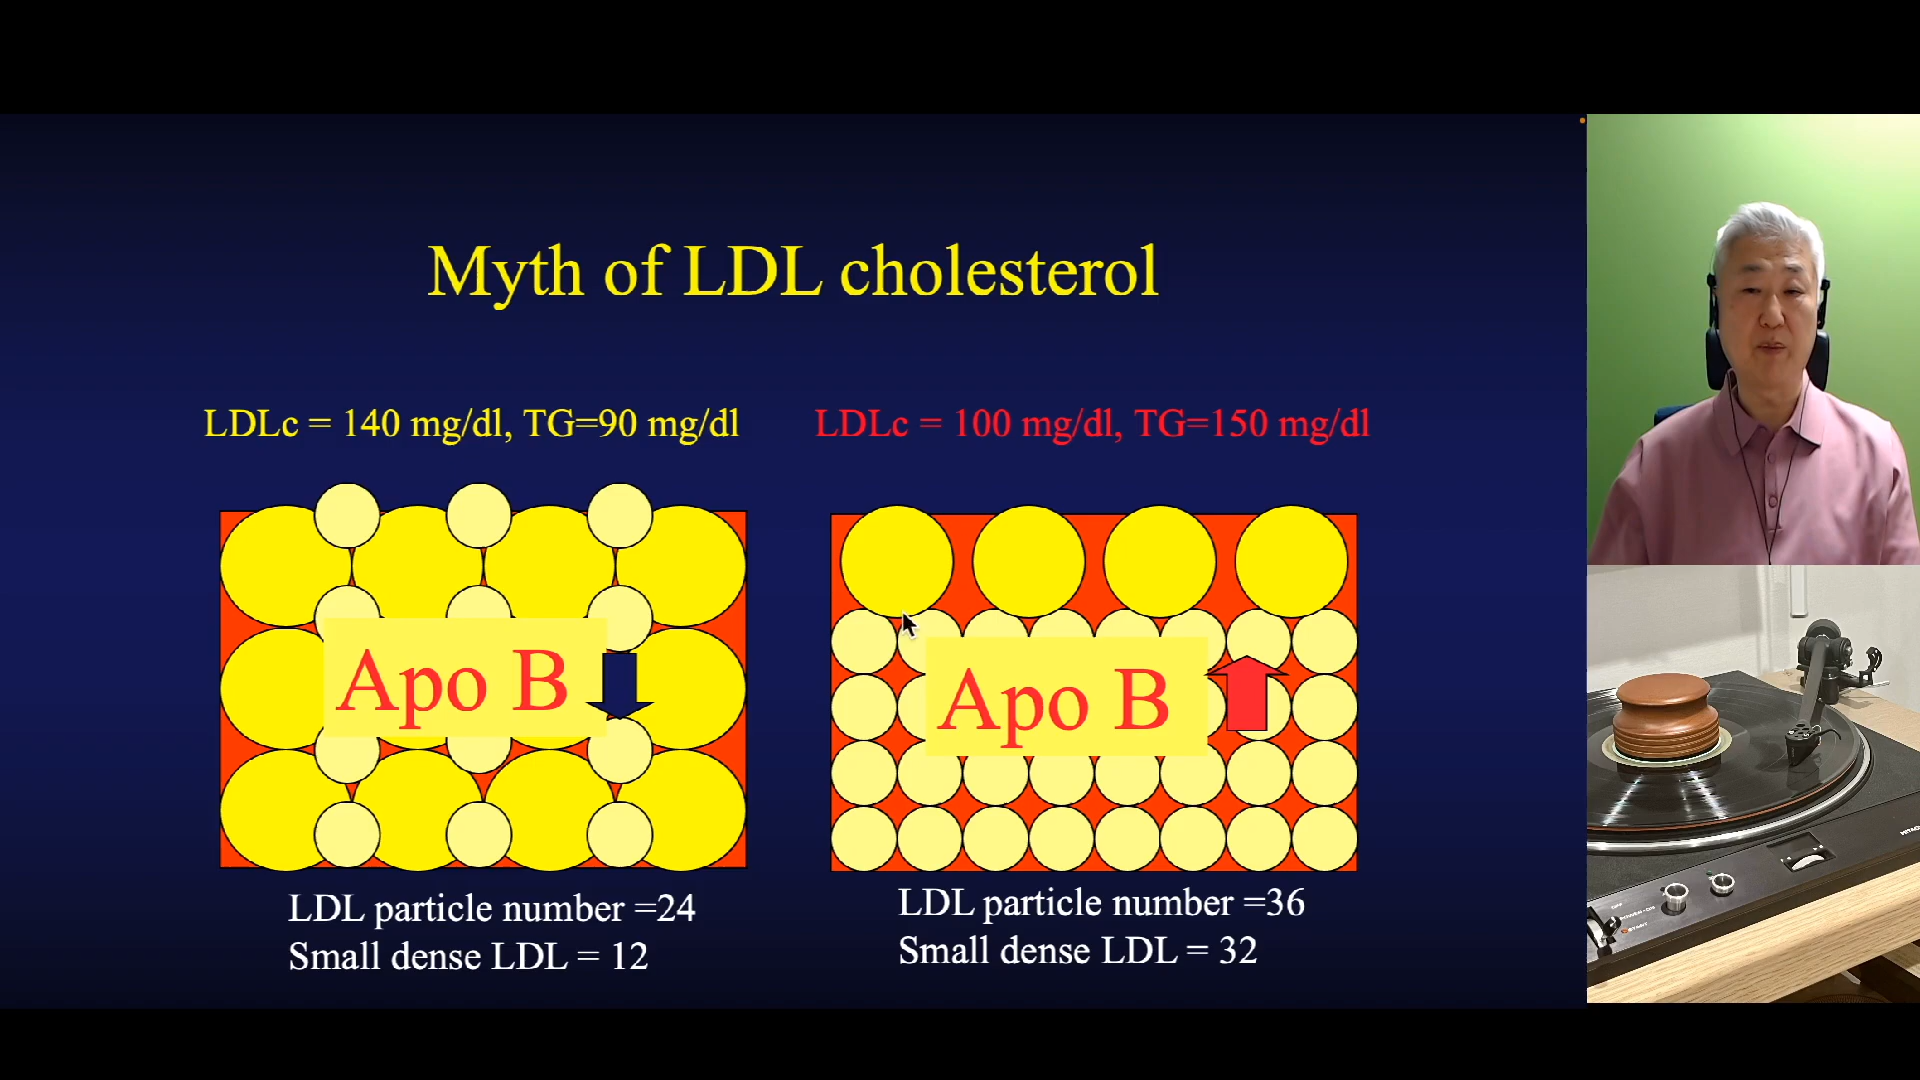 Myth of LDL cholesterol
LDLc = 140 mg/dl, TG=90 mg/dl
LDLc = 100 mg/dl, TG=150 mg/dl
Apo B
Apo B
LDL particle number =24
Small dense LDL = 12
LDL particle number =36
Small dense LDL = 32